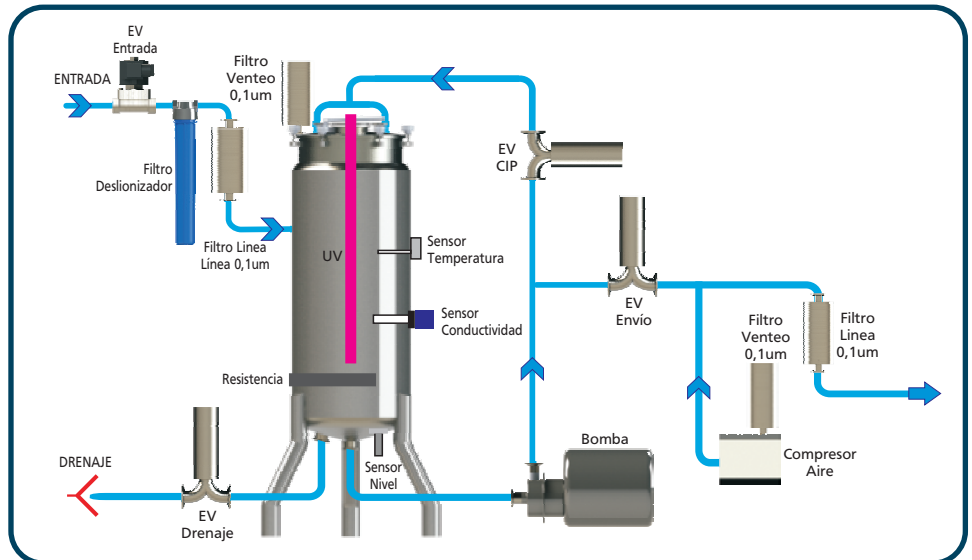 EV
Entrada
ENTRADA
Filtro
Venteo
0,1um
Filtro
Deslionizador
Filtro Linea
Línea 0,1um
UV
Sensor
Temperatura
Sensor
Conductividad
Resistencia
EV
CIP
EV
Envío
Filtro
Venteo
0,1um
Filtro
Linea
0,1um
Compresor
Aire
Bomba
Sensor
Nivel
DRENAJE
EV
Drenaje